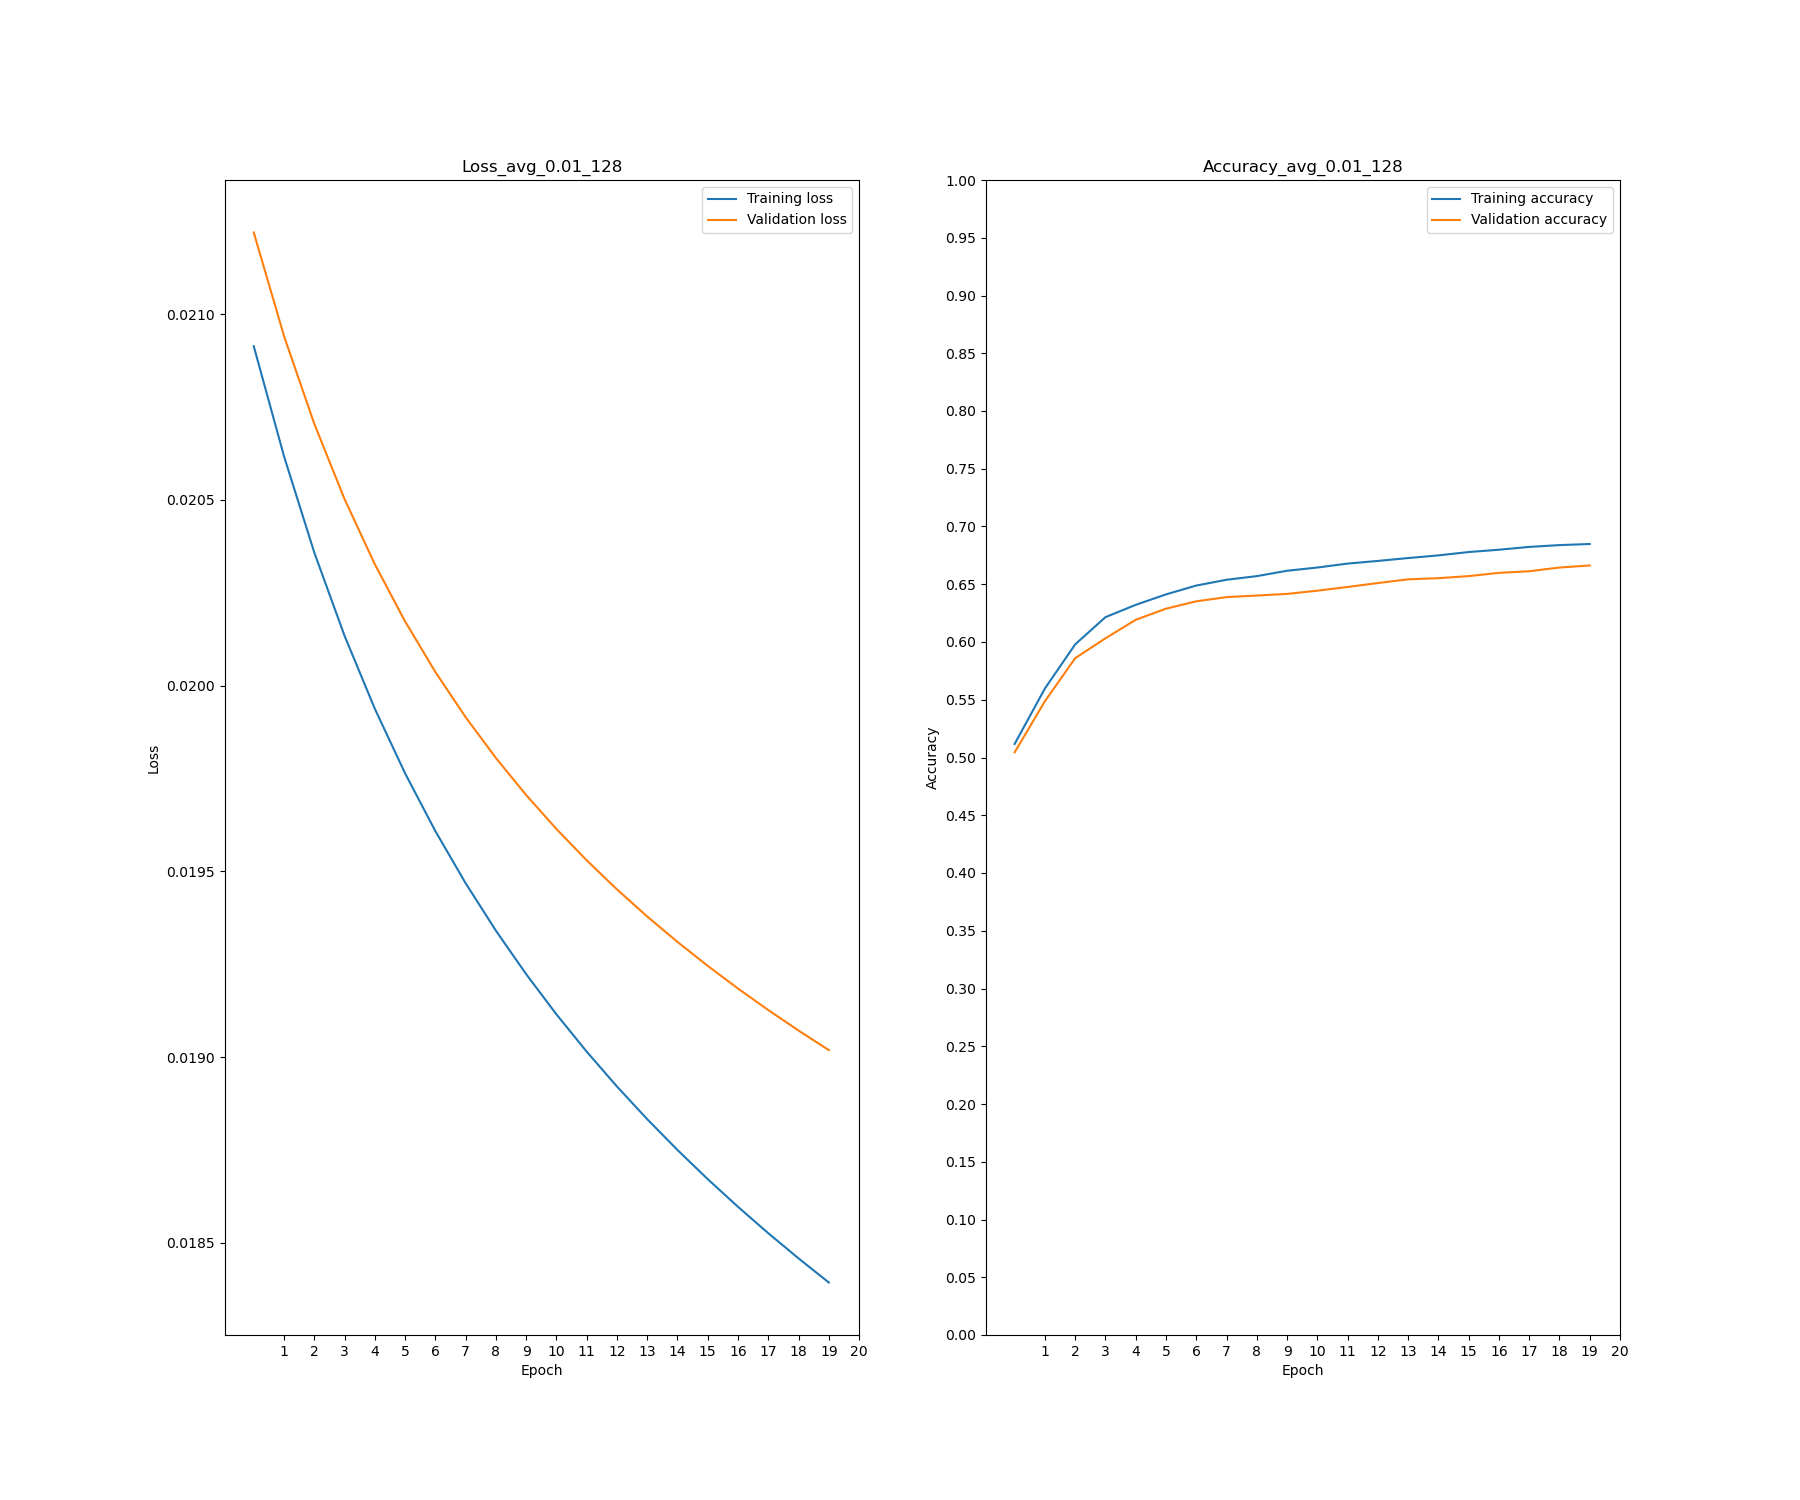 Loss_avg_0.01_128
Training loss
Validation loss
0.0210
0.0205
0.0200
0.0195
0.0190
0.0185
Loss
1 2 3 4 5 6 7 8 9 10 11 12 13 14 15 16 17 18 19 20
Epoch
Accuracy_avg_0.01_128
Training accuracy
Validation accuracy
1.00
0.95
0.90
0.85
0.80
0.75
0.70
0.65
0.60
0.55
0.50
0.45
0.40
0.35
0.30
0.25
0.20
0.15
0.10
0.05
0.00
Accuracy
1 2 3 4 5 6 7 8 9 10 11 12 13 14 15 16 17 18 19 20
Epoch